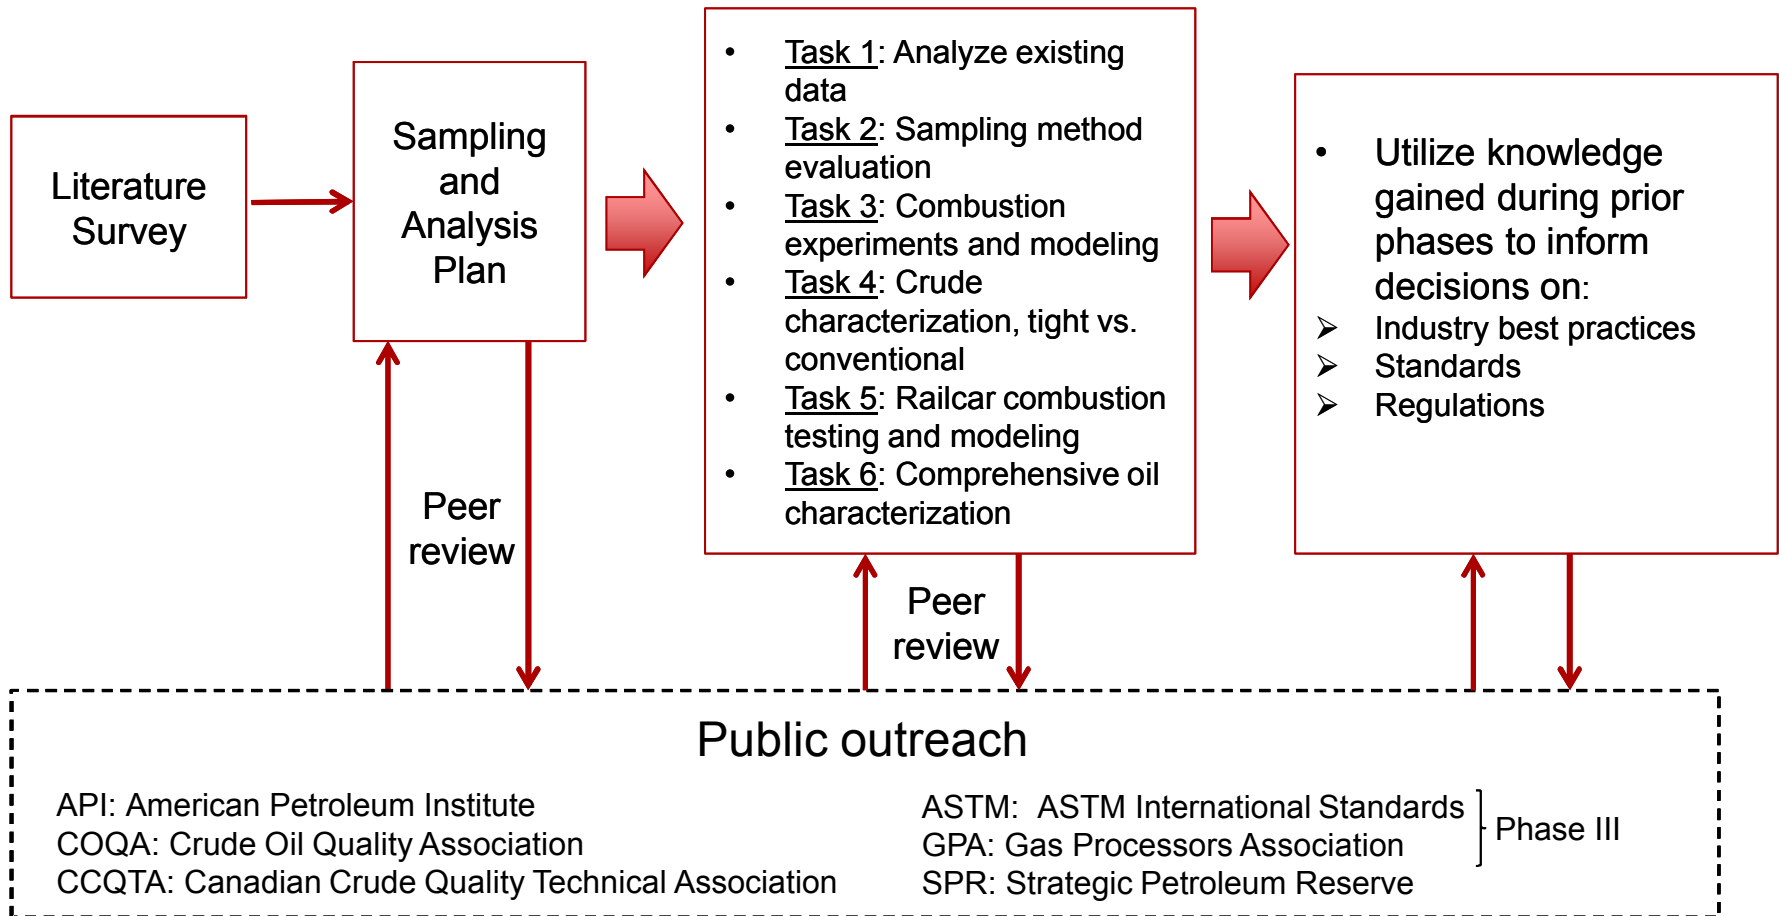 Literature
Survey
Sampling
and
Analysis
Plan
• Task 1: Analyze existing
data
• Task 2: Sampling method
evaluation
• Task 3: Combustion
experiments and modeling
• Task 4: Crude
characterization, tight vs.
conventional
• Task 5: Railcar combustion
testing and modeling
• Task 6: Comprehensive oil
characterization
• Utilize knowledge
gained during prior
phases to inform
decisions on:
➢ Industry best practices
➢ Standards
➢ Regulations
Peer
review
Peer
review
Public outreach
API: American Petroleum Institute
COQA: Crude Oil Quality Association
CCQTA: Canadian Crude Quality Technical Association
ASTM:  ASTM International Standards
GPA: Gas Processors Association
SPR: Strategic Petroleum Reserve
Phase III